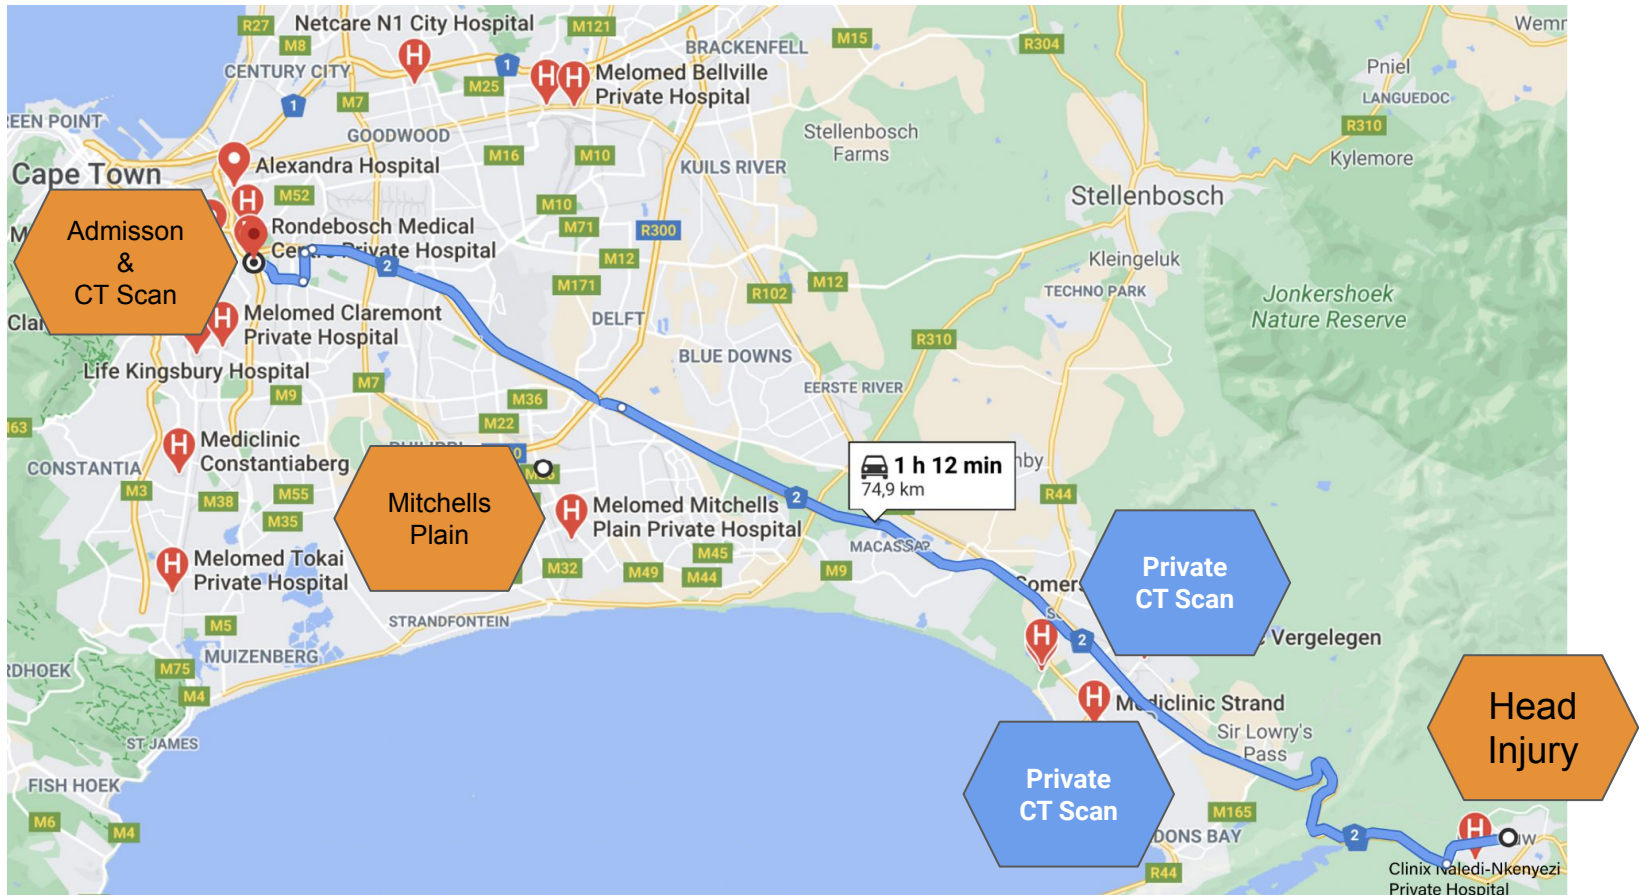 R27
Netcare N1 City Hospital
M121
M15
R304
M8
BRACKENFELL
CENTURY CITY
1
M25
Melomed Bellville
Private Hospital
Pniel
LANGUEDOC
1
M7
GOODWOOD
Stellenbosch
Farms
R310
Kylemore
Cape Town
Alexandra Hospital
M16
M10
KUILS RIVER
M52
Stellenbosch
M10
Admisson
&
CT Scan
Rondebosch Medical
Centre Private Hospital
M71
R300
M12
2
M171
R102
M12
Kleingeluk
TECHNO PARK
Jonkershoek
Nature Reserve
Melomed Claremont
Private Hospital
DELFT
R310
BLUE DOWNS
Life Kingsbury Hospital
M7
EERSTE RIVER
M9
M36
M22
M63
Mediclinic
Constantiaberg
CONSTANTIA
1 h 12 min
74,9 km
M3
M38
M55
M35
Mitchells
Plain
Melomed Mitchells
Plain Private Hospital
2
R44
MACASSAR
M45
M9
Melomed Tokai
Private Hospital
M32
M49
M44
Private
CT Scan
STRANDFONTEIN
M5
MUIZENBERG
2
Vergelegen
M75
M4
Mediclinic Strand
Head
Injury
ST JAMES
Sir Lowry's
Pass
FISH HOEK
Private
CT Scan
M6
M4
M165
2
R44
Clinix Naledi-Nkenyezi
Private Hospital